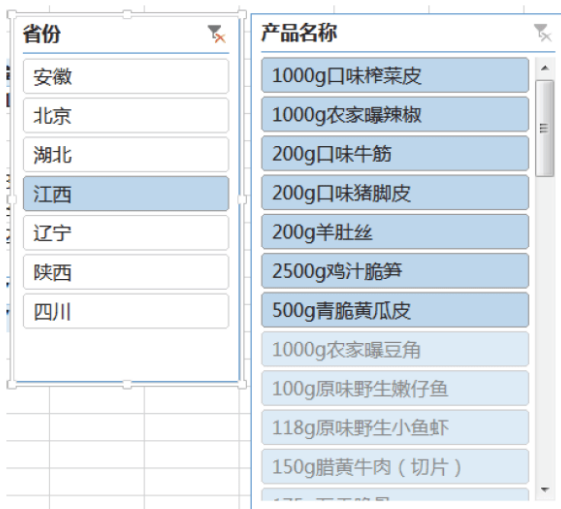 省份
安徽
北京
湖北
江西
辽宁
陕西
四川
产品名称
1000g口味榨菜皮
1000g农家曝辣椒
200g口味牛筋
200g口味猪脚皮
200g羊肚丝
2500g鸡汁脆笋
500g青脆黄瓜皮
1000g农家曝豆角
100g原味野生嫩仔鱼
118g原味野生小鱼虾
150g腊黄牛肉（切片）